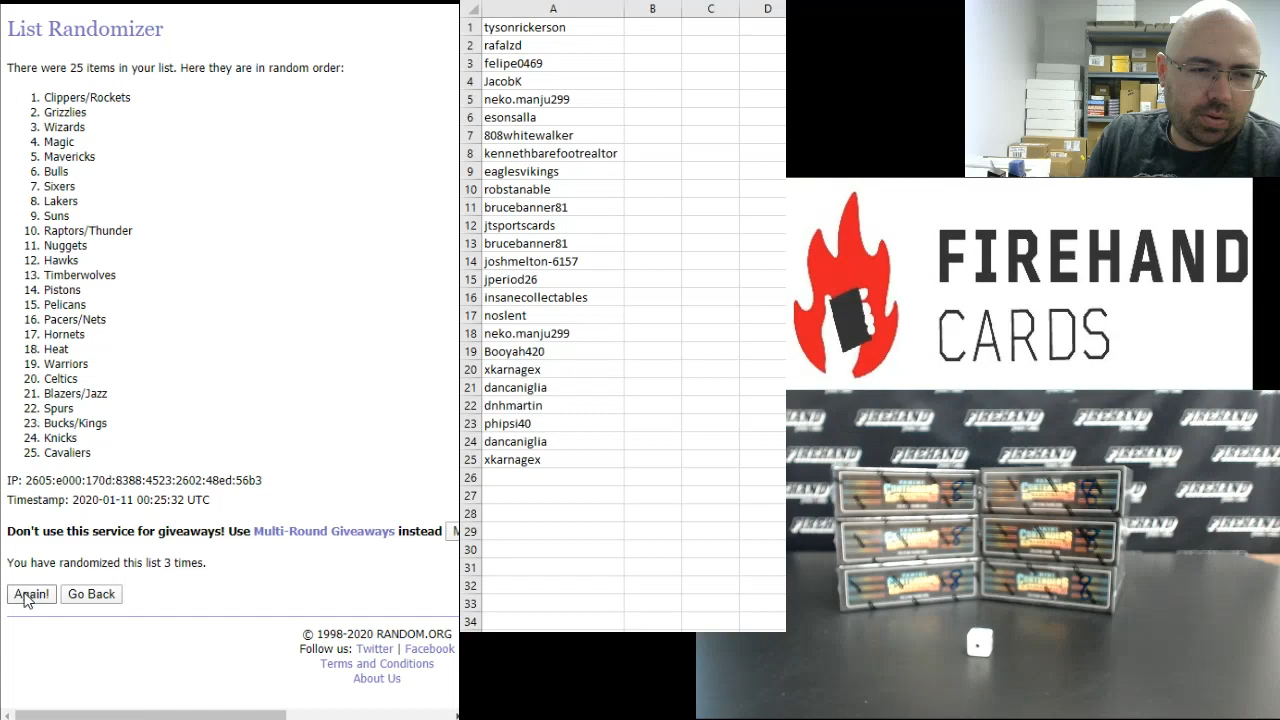 List Randomizer
There were 25 items in your list. Here they are in random order:
1. Clippers/Rockets
2. Grizzlies
3. Wizards
4. Magic
5. Mavericks
6. Bulls
7. Sixers
8. Lakers
9. Suns
10. Raptors/Thunder
11. Nuggets
12. Hawks
13. Timberwolves
14. Pistons
15. Pelicans
16. Pacers/Nets
17. Hornets
18. Heat
19. Warriors
20. Celtics
21. Blazers/Jazz
22. Spurs
23. Bucks/Kings
24. Knicks
25. Cavaliers
IP: 2605:e000:170d:8388:4523:2602:48ed:56b3
Timestamp: 2020-01-11 00:25:32 UTC
Don't use this service for giveaways! Use Multi-Round Giveaways instead
You have randomized this list 3 times.
Again! Go Back
© 1998-2020 RANDOM.ORG
Follow us: Twitter | Facebook
Terms and Conditions
About Us
A B C D
1 tysonrickerson
2 rafalzd
3 felipe0469
4 JacobK
5 neko.manju299
6 esonsalla
7 808whitewalker
8 kennethbarefootrealtor
9 eaglesvikings
10 robstanable
11 brucebanner81
12 jtsportscards
13 brucebanner81
14 joshmelton-6157
15 jperiod26
16 insanecollectables
17 noslent
18 neko.manju299
19 Booyah420
20 xkarnagex
21 dancaniglia
22 dnhmartin
23 phipsi40
24 dancaniglia
25 xkarnagex
26
27
28
29
30
31
32
33
34
FIREHAND
CARDS
FIREHAND
CONTENDERS